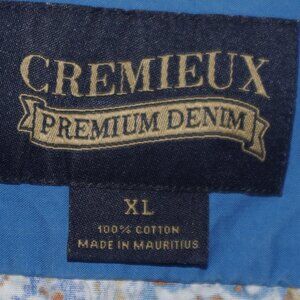 CREMIEUX
PREMIUM DENIM
XL
100% COTTON
MADE IN MAURITIUS